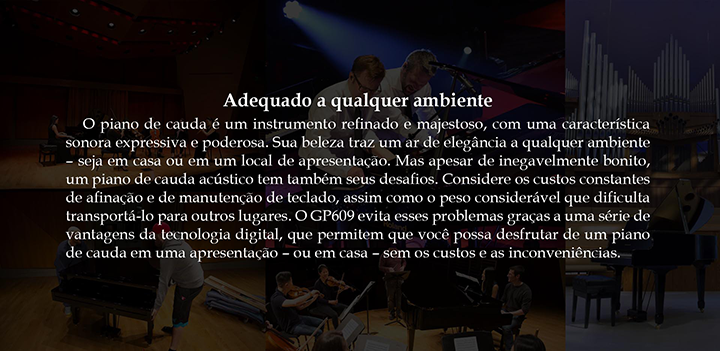 Adequado a qualquer ambiente
O piano de cauda é um instrumento refinado e majestoso, com uma característica
sonora expressiva e poderosa. Sua beleza traz um ar de elegância a qualquer ambiente
– seja em casa ou em um local de apresentação. Mas apesar de inegavelmente bonito,
um piano de cauda acústico tem também seus desafios. Considere os custos constantes
de afinação e de manutenção de teclado, assim como o peso considerável que dificulta
transportá-lo para outros lugares. O GP609 evita esses problemas graças a uma série de
vantagens da tecnologia digital, que permitem que você possa desfrutar de um piano
de cauda em uma apresentação – ou em casa – sem os custos e as inconveniências.